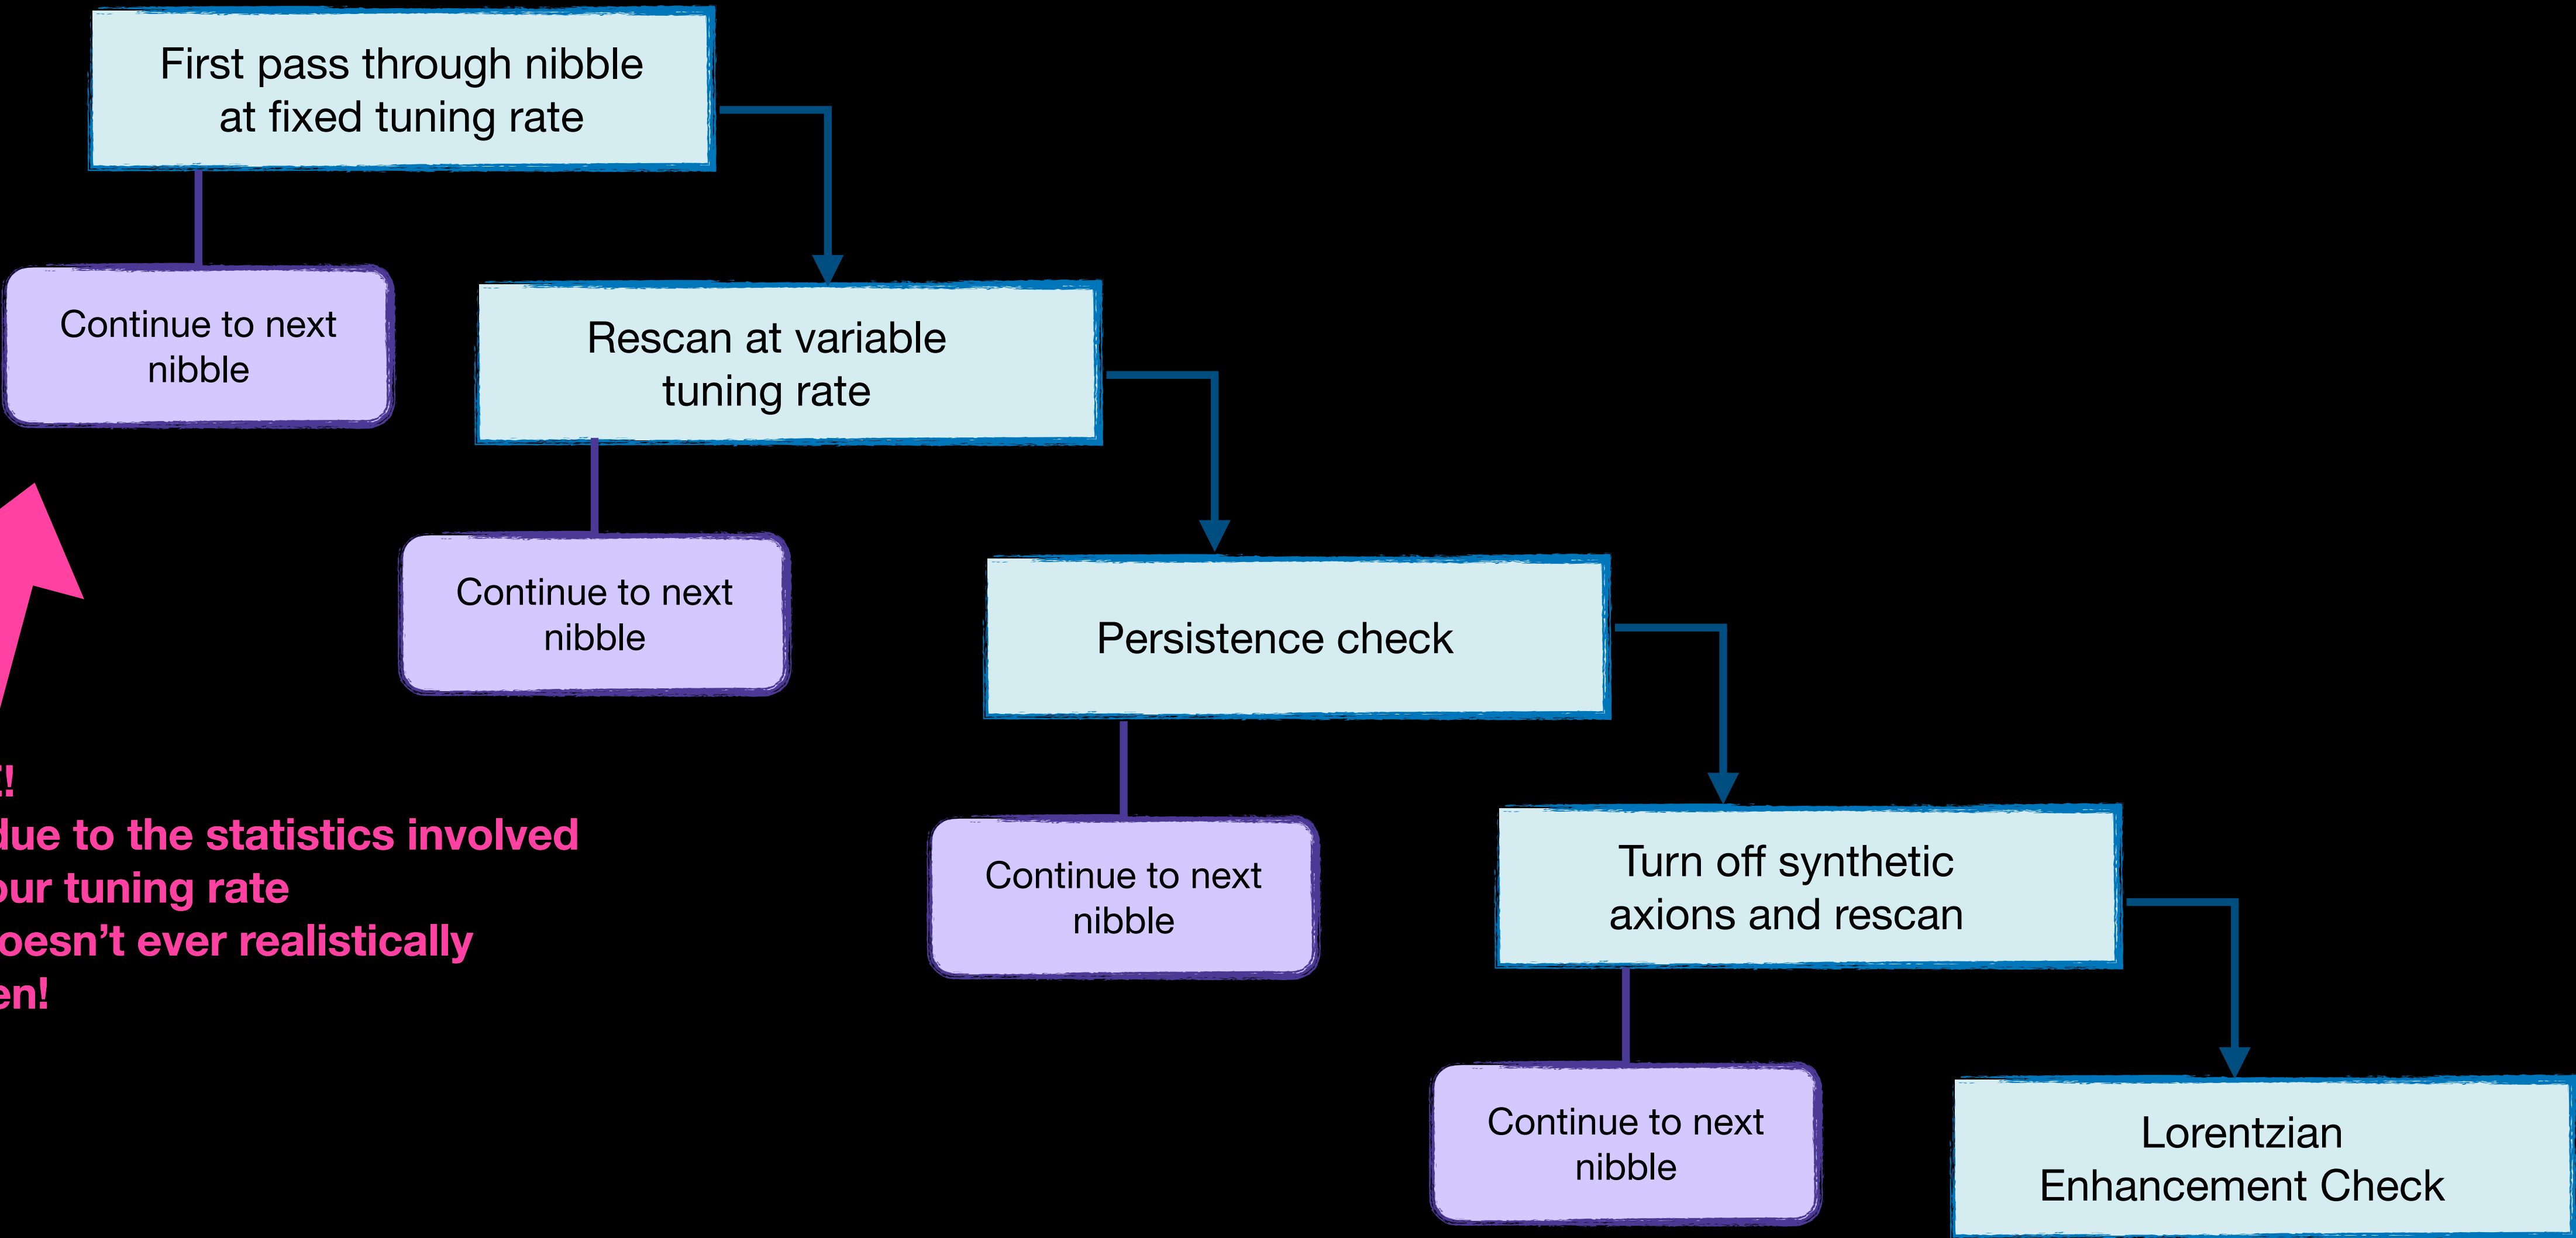 First pass through nibble
at fixed tuning rate
Continue to next
nibble
Rescan at variable
tuning rate
Continue to next
nibble
Persistence check
Continue to next
nibble
due to the statistics involved
our tuning rate
doesn't ever realistically
Turn off synthetic
axions and rescan
Continue to next
nibble
Lorentzian
Enhancement Check